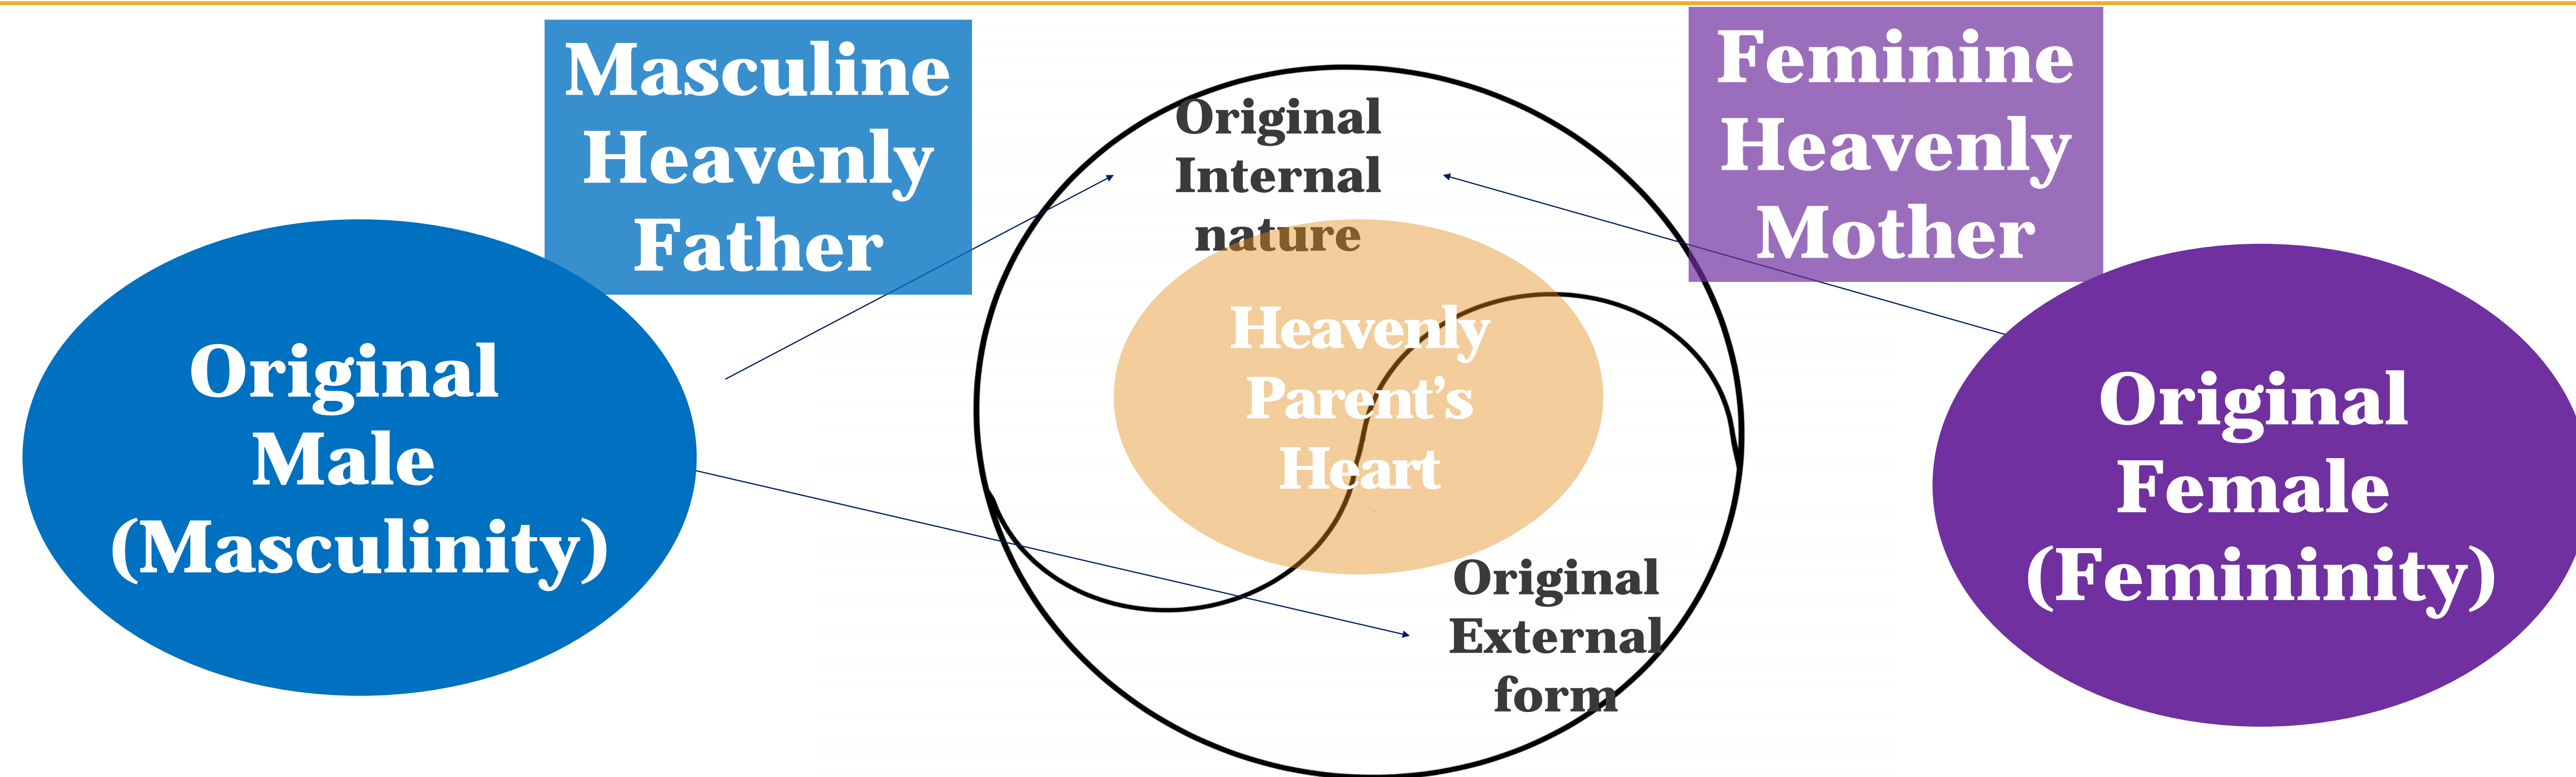 Masculine
Heavenly
Father
Feminine
Heavenly
Mother
Original
Internal
nature
Heavenly
Parent’s
Heart
Original
Male
(Masculinity)
Original
Female
(Femininity)
Original
External
form